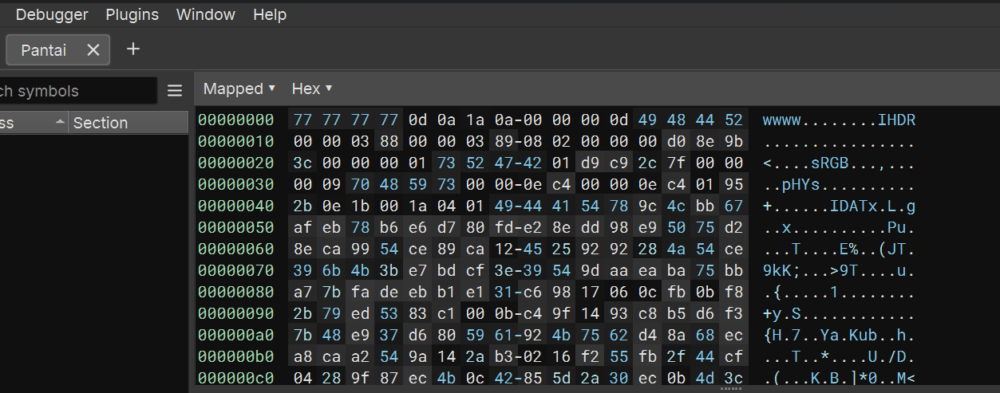 Debugger Plugins Window Help
Pantai × +
ch symbols ☰ Mapped ▼ Hex ▼
ss Section
00000000 77 77 77 77 0d 0a 1a 0a-00 00 00 0d 49 48 44 52 wwww........IHDR
00000010 00 00 03 88 00 00 03 89-08 02 00 00 00 d0 8e 9b ................
00000020 3c 00 00 00 01 73 52 47-42 01 d9 c9 2c 7f 00 00 <....sRGB...,...
00000030 00 09 70 48 59 73 00 00-0e c4 00 00 0e c4 01 95 ..pHYs..........
00000040 2b 0e 1b 00 1a 04 01 49-44 41 54 78 9c 4c bb 67 +......IDATx.L.g
00000050 af eb 78 b6 e6 d7 80 fd-e2 8e dd 98 e9 50 75 d2 ..x..........Pu.
00000060 8e ca 99 54 ce 89 ca 12-45 25 92 92 28 4a 54 ce ...T....E%..(JT.
00000070 39 6b 4b 3b e7 bd cf 3e-39 54 9d aa ea ba 75 bb 9kK;...>9T....u.
00000080 a7 7b fa de eb b1 e1 31-c6 98 17 06 0c fb 0b f8 .{.....1........
00000090 2b 79 ed 53 83 c1 00 0b-c4 9f 14 93 c8 b5 d6 f3 +y.S............
000000a0 7b 48 e9 37 d6 80 59 61-92 4b 75 62 d4 8a 68 ec {H.7..Ya.Kub..h.
000000b0 a8 ca a2 54 9a 14 2a b3-02 16 f2 55 fb 2f 44 cf ...T..*....U./D.
000000c0 04 28 9f 87 ec 4b 0c 42-85 5d 2a 30 ec 0b 4d 3c .(...K.B.]*0..M<